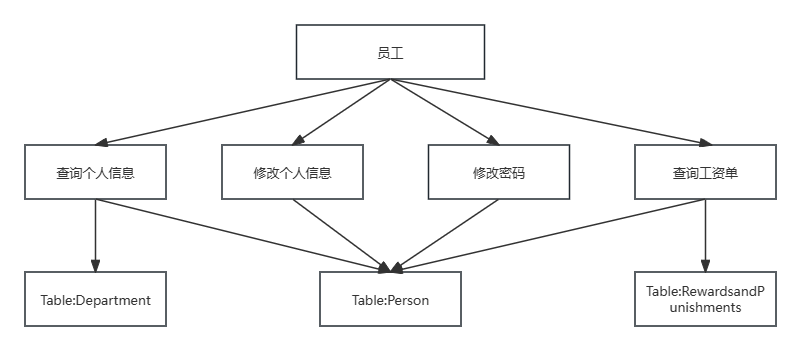 员工
查询个人信息
修改个人信息
修改密码
查询工资单
Table:Department
Table:Person
Table:RewardsandP
unishments